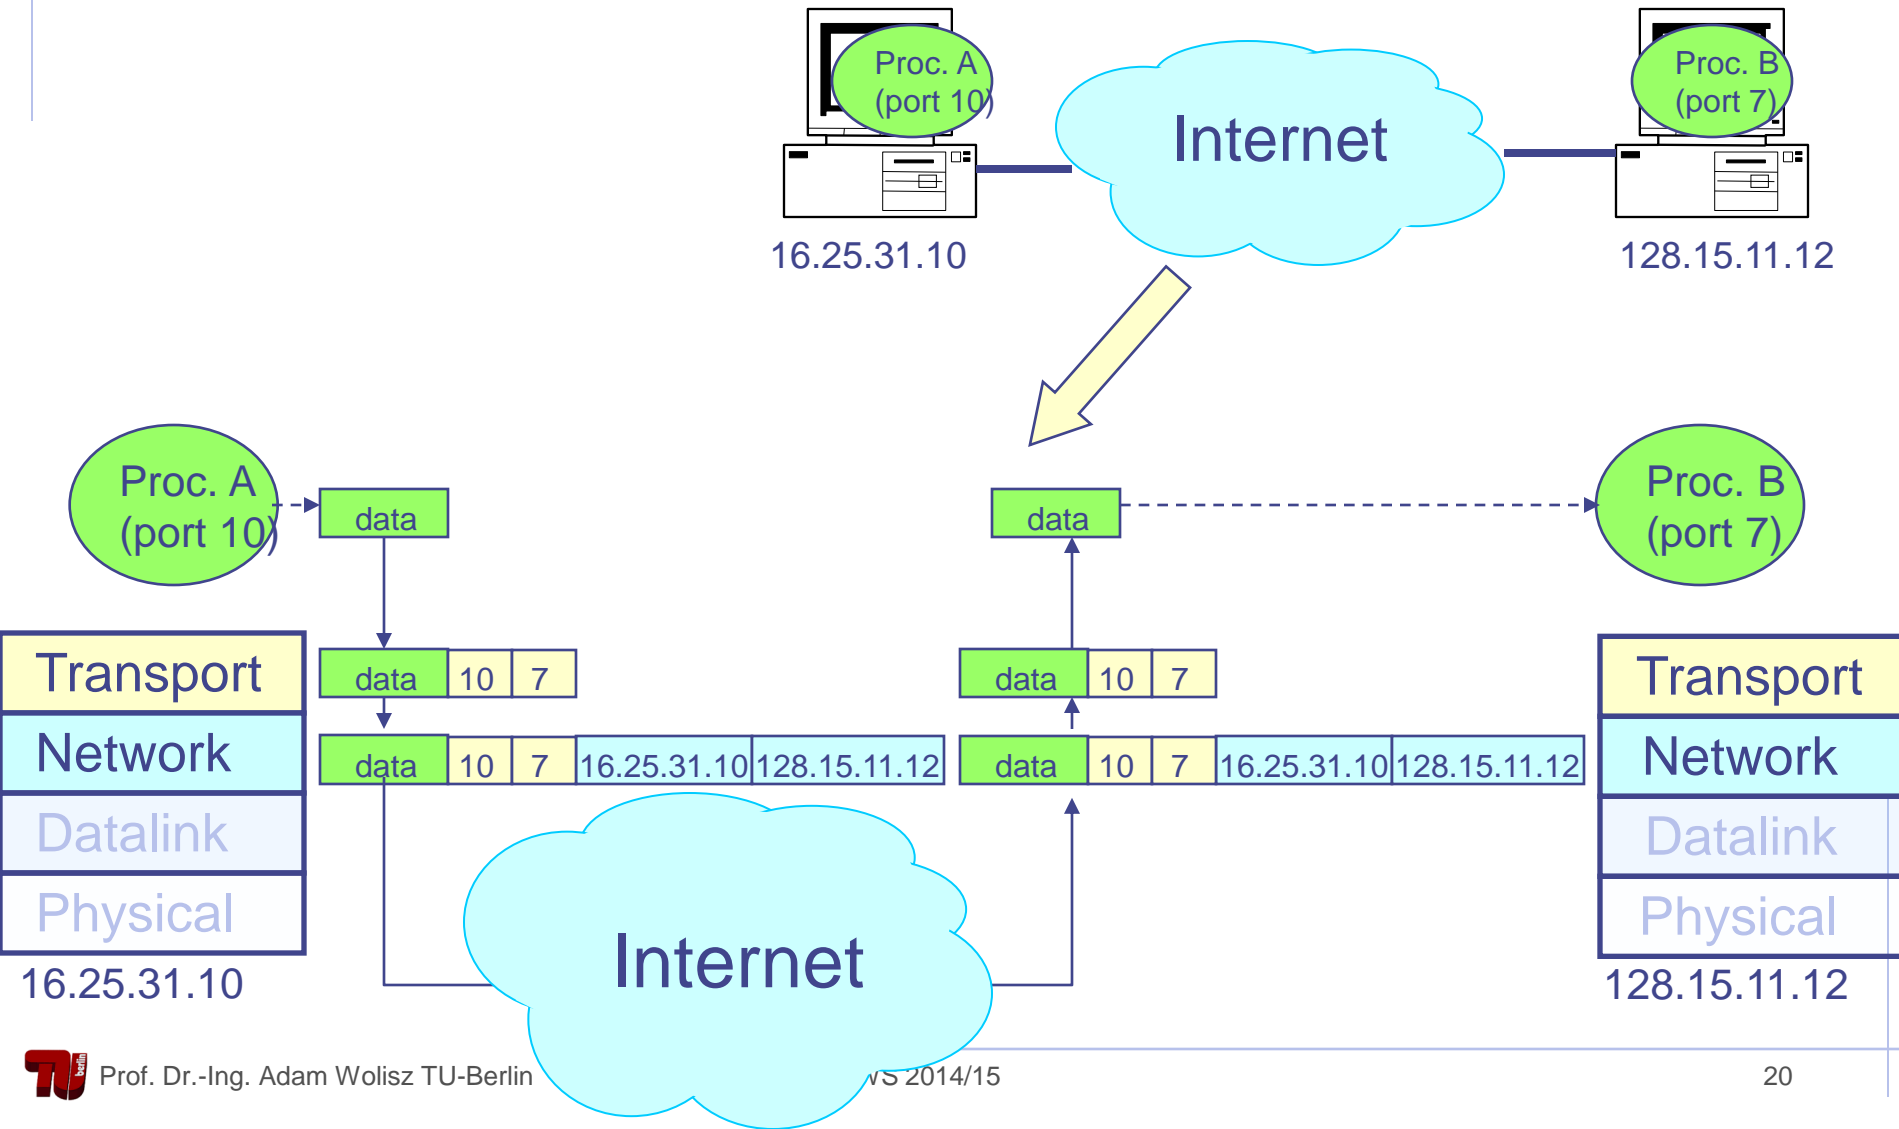 Proc. A
(port 10)
Internet
Proc. B
(port 7)
16.25.31.10
128.15.11.12
Proc. A
(port 10)
data
data
Proc. B
(port 7)
Transport
data 10 7
data 10 7
Transport
Network
data 10 7 16.25.31.10 128.15.11.12
data 10 7 16.25.31.10 128.15.11.12
Network
Datalink
Datalink
Physical
Internet
Physical
16.25.31.10
128.15.11.12
berlin
Prof. Dr.-Ing. Adam Wolisz TU-Berlin
2014/15
20